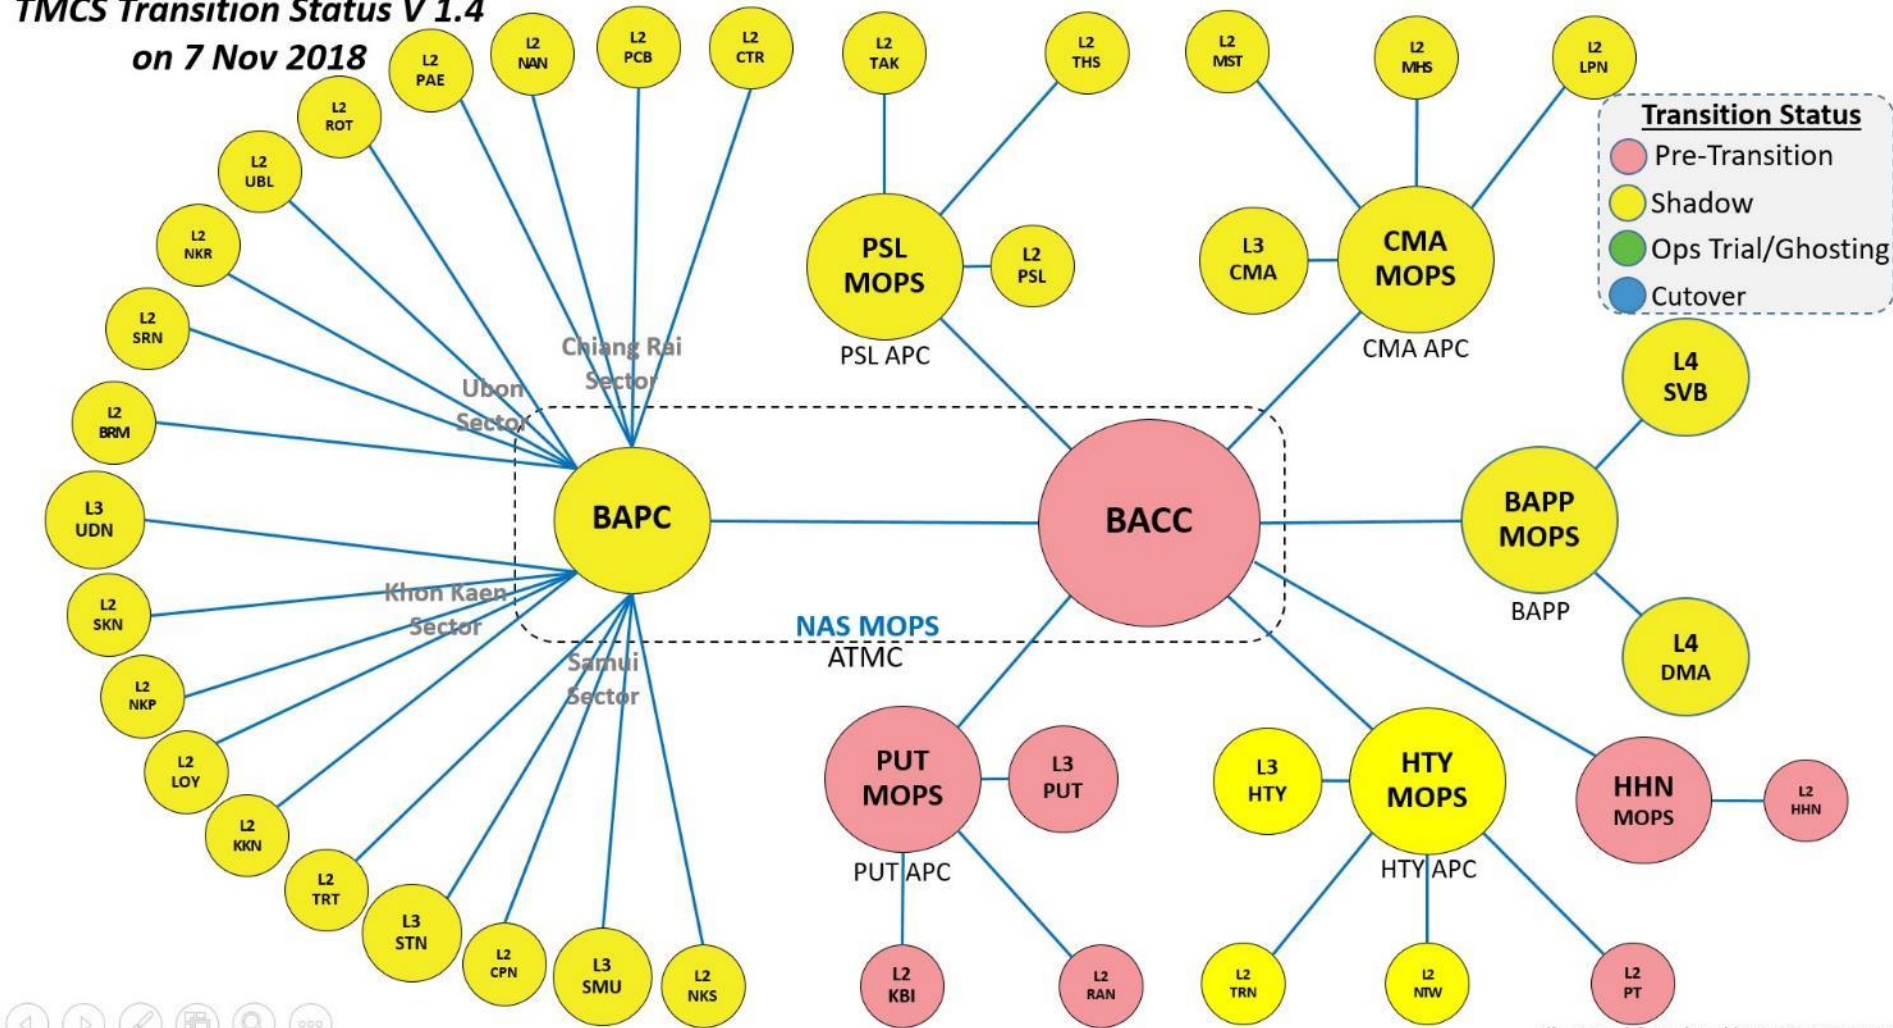 TMCS Transition Status V 1.4
on 7 Nov 2018
L2
PAE
L2
NAN
L2
PCB
L2
CTR
L2
TAK
L2
THS
L2
MST
L2
MHS
L2
LPN
L2
ROT
L2
UBL
L2
NKR
L2
SRN
L2
BRM
L3
UDN
L2
SKN
L2
NKP
L2
LOY
L2
KKN
L2
TRT
L3
STN
L2
CPN
L3
SMU
L2
NKS
Chiang Rai
Sector
Ubon
Sector
Khon Kaen
Sector
Samui
Sector
BAPC
BACC
NAS MOPS
ATMC
PSL
MOPS
L2
PSL
PSL APC
L3
CMA
CMA
MOPS
CMA APC
Transition Status
Pre-Transition
Shadow
Ops Trial/Ghosting
Cutover
L4
SVB
BAPP
MOPS
BAPP
L4
DMA
PUT
MOPS
L3
PUT
PUT APC
L2
KBI
L2
RAN
L3
HTY
HTY
MOPS
HTY APC
L2
TRN
L2
NTW
L2
PT
HHN
MOPS
L2
HHN